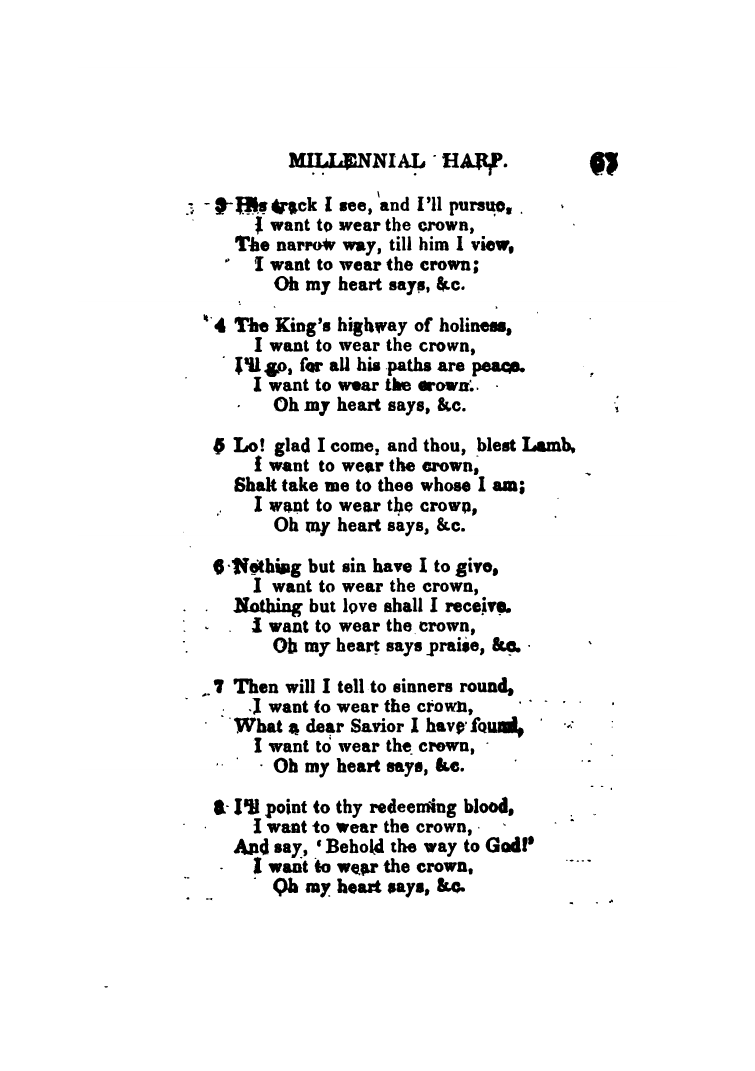 MILLENNIAL HARP. 67
3 His track I see, and I'll pursue,
I want to wear the crown,
The narrow way, till him I view,
I want to wear the crown;
Oh my heart says, &c.
4 The King's highway of holiness,
I want to wear the crown,
I'll go, for all his paths are peace.
I want to wear the crown.
Oh my heart says, &c.
5 Lo! glad I come, and thou, blest Lamb,
I want to wear the crown,
Shalt take me to thee whose I am;
I want to wear the crown,
Oh my heart says, &c.
6 Nothing but sin have I to give,
I want to wear the crown,
Nothing but love shall I receive.
I want to wear the crown,
Oh my heart says praise, &c.
7 Then will I tell to sinners round,
I want to wear the crown,
What a dear Savior I have found,
I want to wear the crown,
Oh my heart says, &c.
8 I'll point to thy redeeming blood,
I want to wear the crown,
And say, 'Behold the way to God!'
I want to wear the crown,
Oh my heart says, &c.